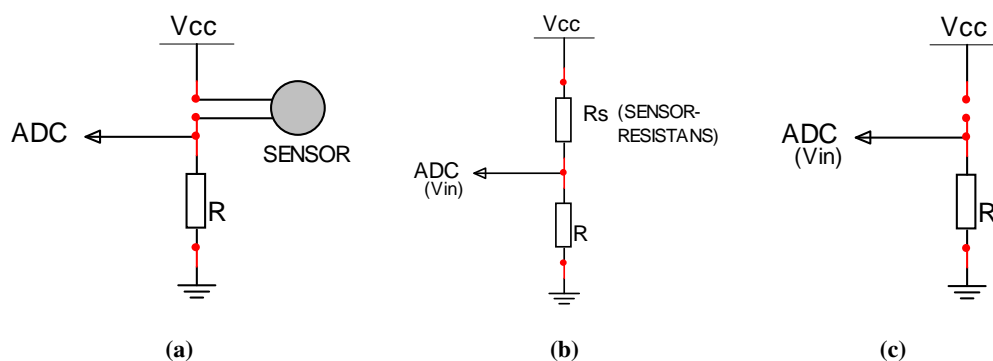 Vcc
ADC
SENSOR
R
(a)
Vcc
Rs (SENSOR-
RESISTANS)
ADC
(Vin)
R
(b)
Vcc
ADC
(Vin)
R
(c)